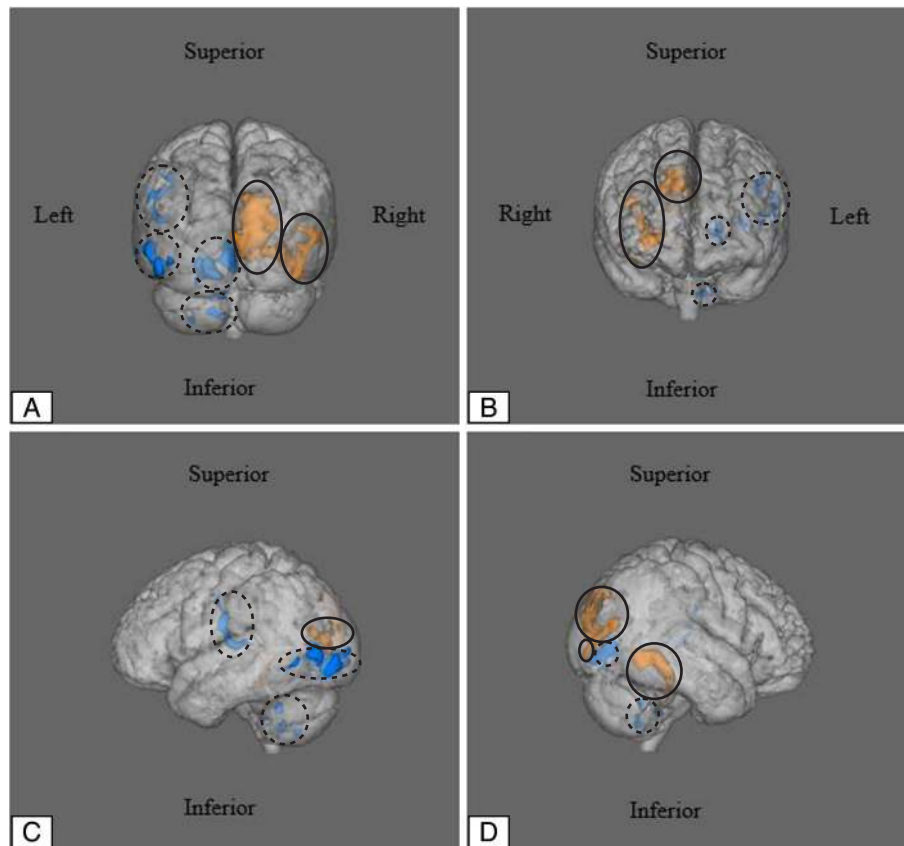 Superior
Left
Right
Inferior
A
Superior
Right
Left
Inferior
B
Superior
Inferior
C
Superior
Inferior
D